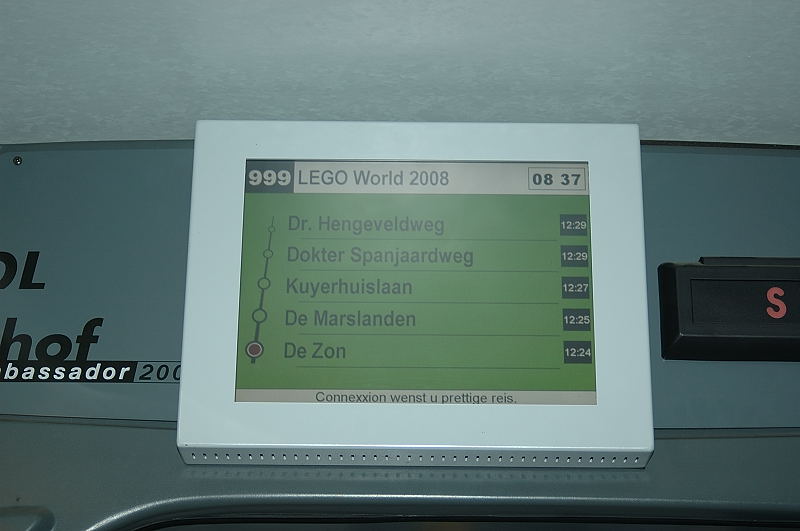 999 LEGO World 2008 08 37
Dr. Hengeveldweg 12:29
Dokter Spanjaardweg 12:29
Kuyerhuislaan 12:27
De Marslanden 12:25
De Zon 12:24
Connexxion wenst u prettige reis.
OL
hof
bassador 200
S